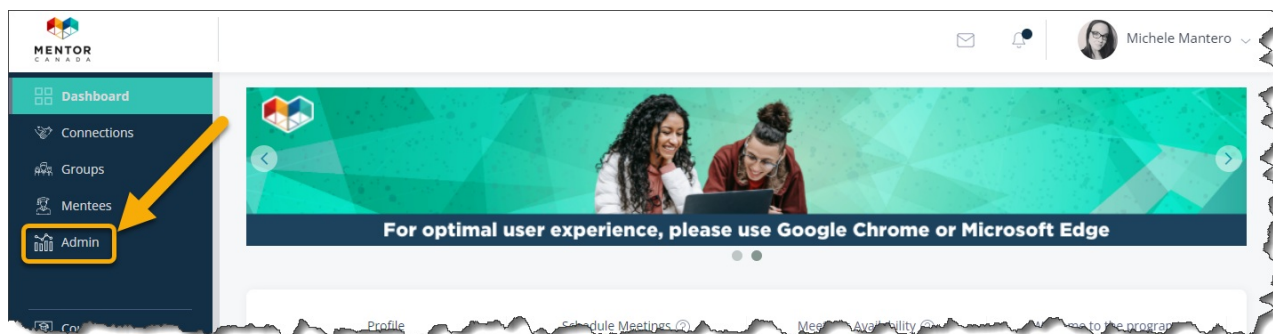 MENTOR
CANADA
Michele Mantero
Dashboard
Connections
Groups
Mentees
Admin
For optimal user experience, please use Google Chrome or Microsoft Edge
Profile
Schedule Meetings